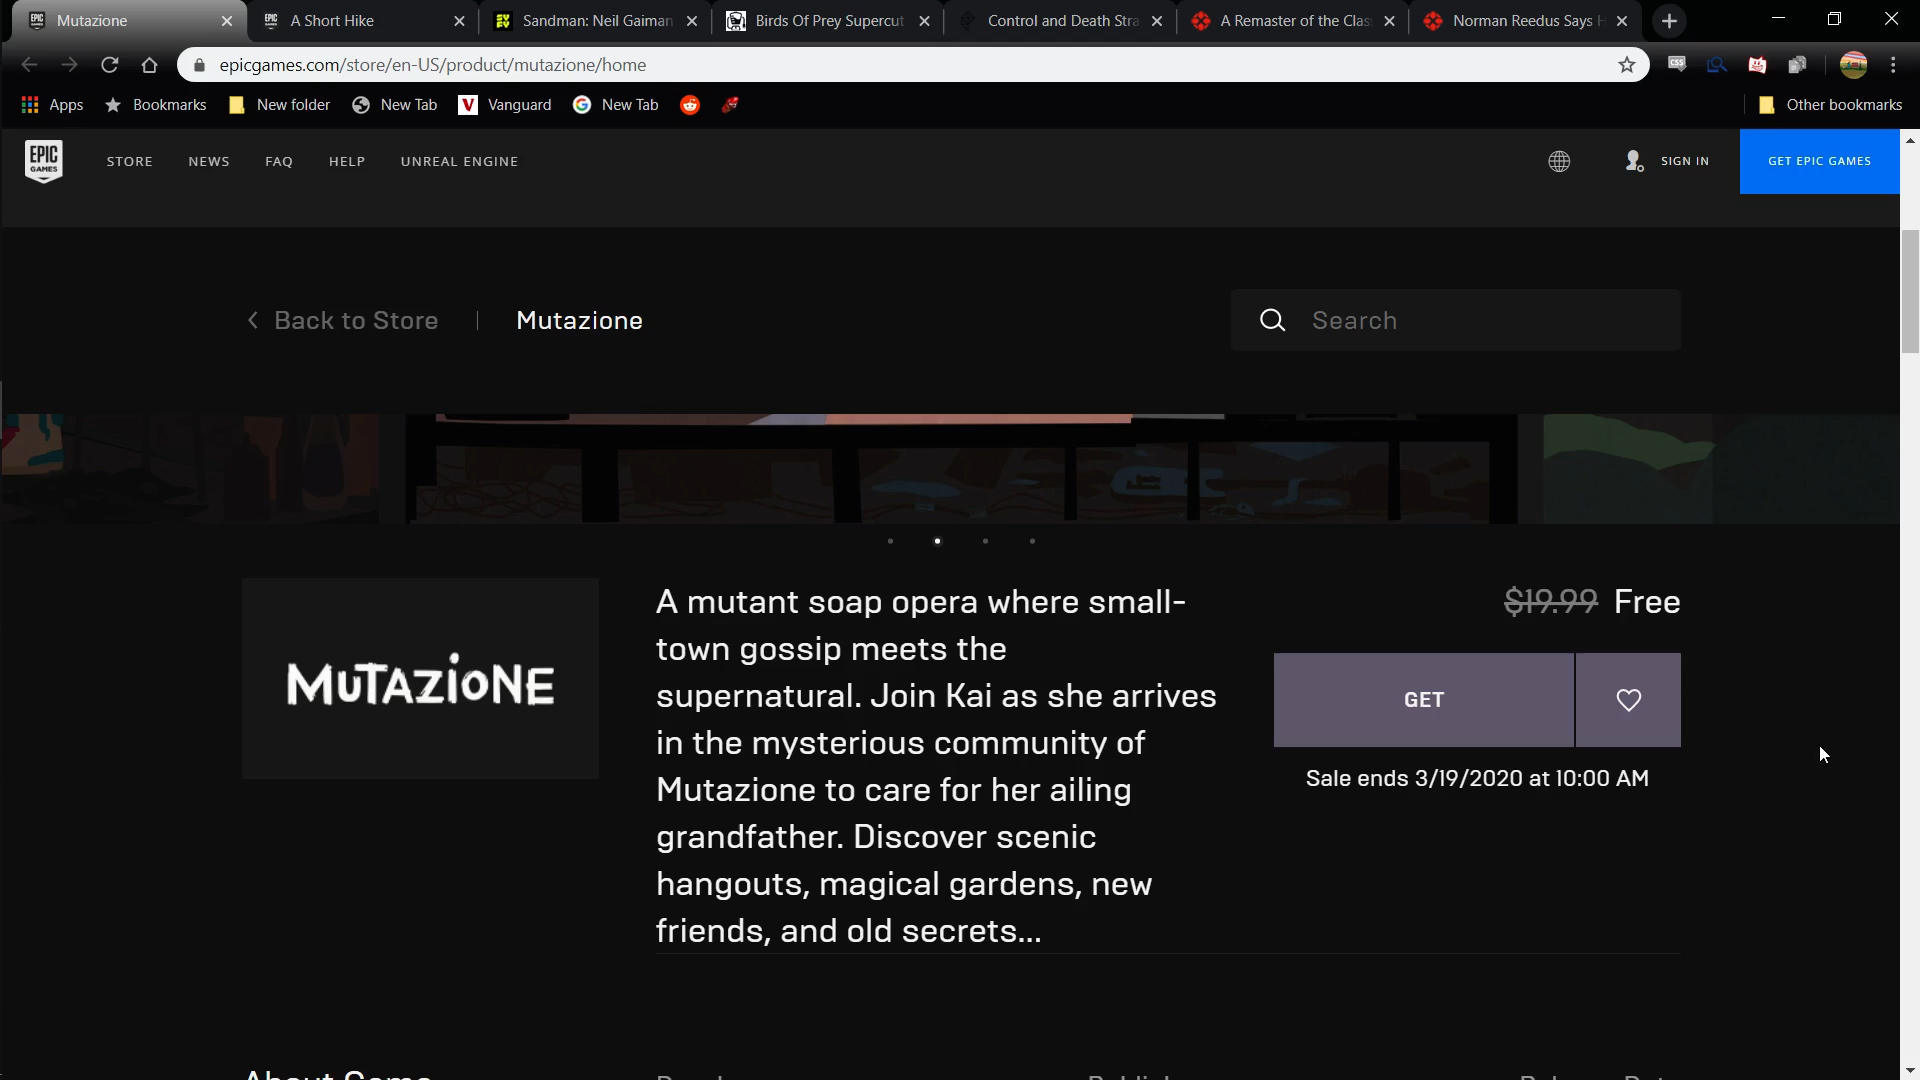 Mutazione
A Short Hike
Sandman: Neil Gaiman
Birds Of Prey Supercut
Control and Death Stra
A Remaster of the Clas
Norman Reedus Says H
epicgames.com/store/en-US/product/mutazione/home
CSS
Apps
Bookmarks
New folder
New Tab
Vanguard
New Tab
Other bookmarks
EPIC
GAMES
STORE
NEWS
FAQ
HELP
UNREAL ENGINE
SIGN IN
GET EPIC GAMES
Back to Store
Mutazione
Search
MUTAZIONE
A mutant soap opera where small-
town gossip meets the
supernatural. Join Kai as she arrives
in the mysterious community of
Mutazione to care for her ailing
grandfather. Discover scenic
hangouts, magical gardens, new
friends, and old secrets...
$19.99 Free
GET
Sale ends 3/19/2020 at 10:00 AM
About Game